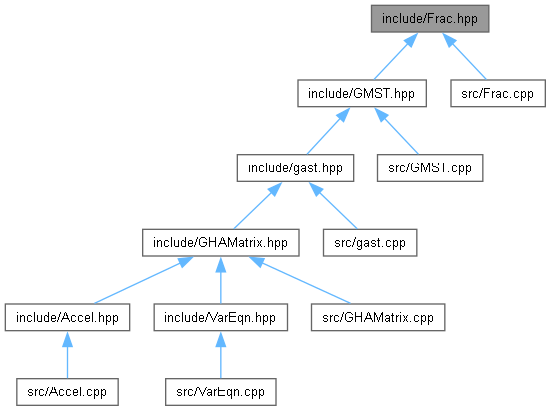 include/Frac.hpp
include/GMST.hpp
src/Frac.cpp
include/gast.hpp
src/GMST.cpp
include/GHAMatrix.hpp
src/gast.cpp
include/Accel.hpp
include/VarEqn.hpp
src/GHAMatrix.cpp
src/Accel.cpp
src/VarEqn.cpp